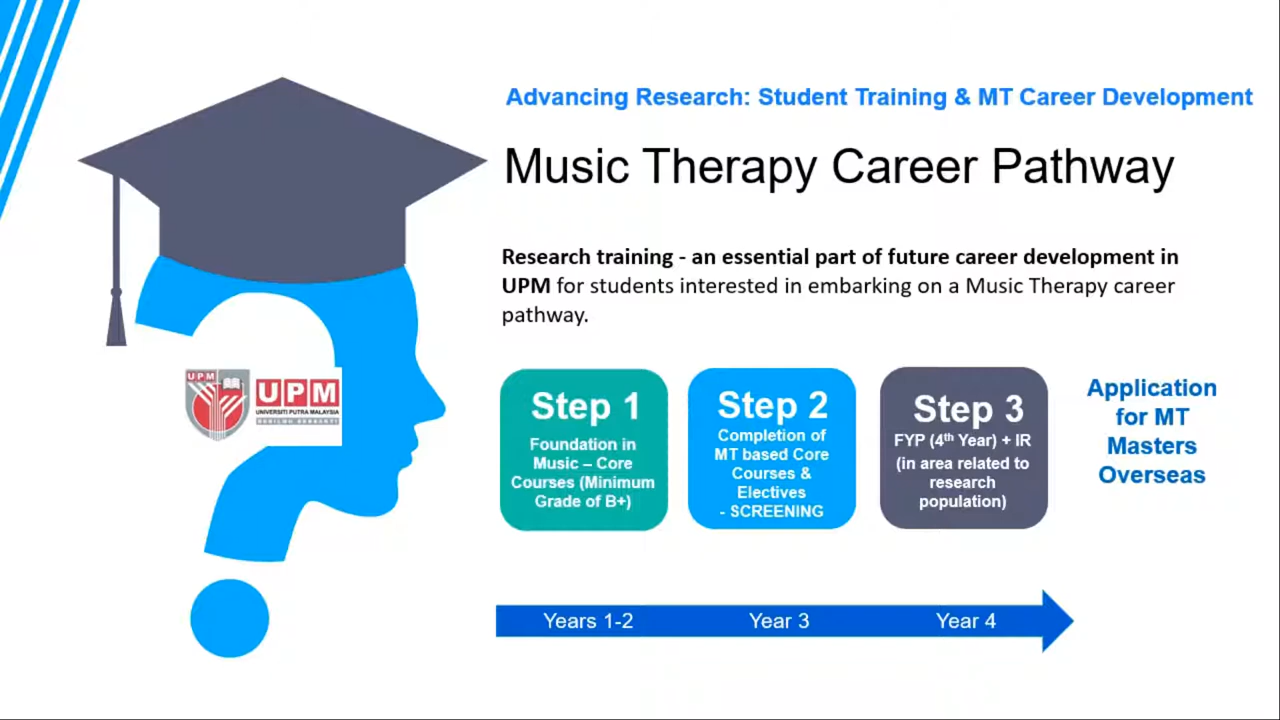 Advancing Research: Student Training & MT Career Development
Music Therapy Career Pathway
Research training - an essential part of future career development in
UPM for students interested in embarking on a Music Therapy career
pathway.
UPM
UPM
UNIVERSITI PUTRA MALAYSIA
BERILMU BERBAKTI
Step 1
Foundation in
Music – Core
Courses (Minimum
Grade of B+)
Step 2
Completion of
MT based Core
Courses &
Electives
- SCREENING
Step 3
FYP (4th Year) + IR
(in area related to
research
population)
Application
for MT
Masters
Overseas
Years 1-2
Year 3
Year 4